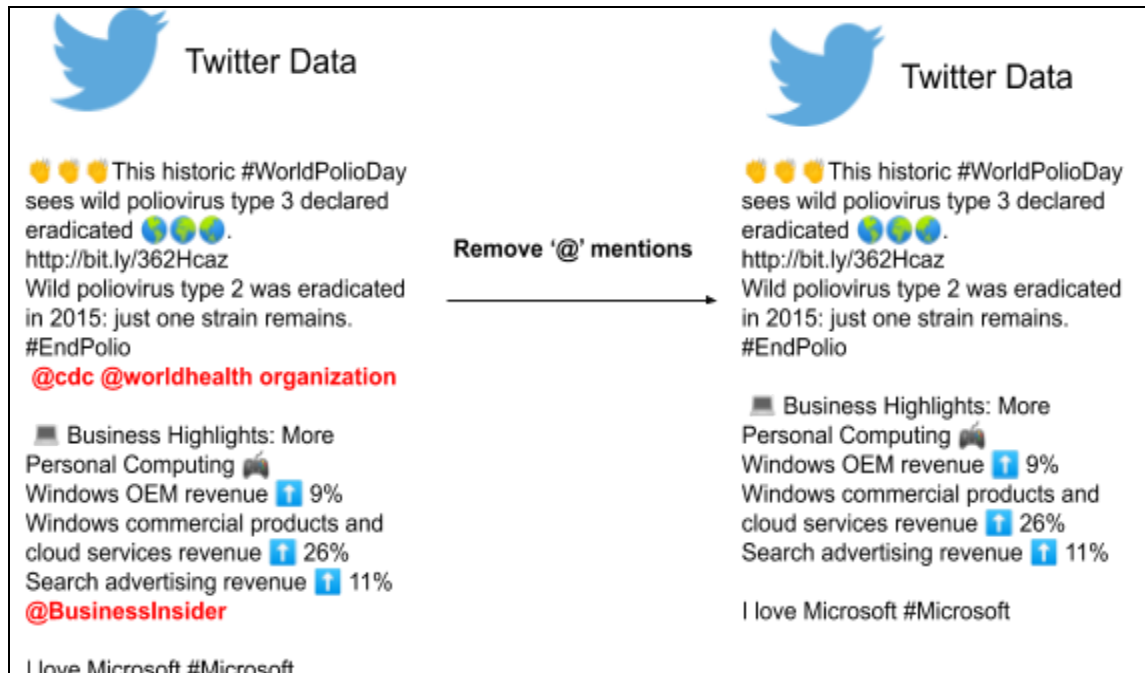 Twitter Data
👏👏👏This historic #WorldPolioDay
sees wild poliovirus type 3 declared
eradicated 🌎🌍🌏.
http://bit.ly/362Hcaz
Wild poliovirus type 2 was eradicated
in 2015: just one strain remains.
#EndPolio
@cdc @worldhealth organization
💻 Business Highlights: More
Personal Computing 🎮
Windows OEM revenue ⬆️ 9%
Windows commercial products and
cloud services revenue ⬆️ 26%
Search advertising revenue ⬆️ 11%
@BusinessInsider
I love Microsoft #Microsoft
Remove ‘@’ mentions
Twitter Data
👏👏👏This historic #WorldPolioDay
sees wild poliovirus type 3 declared
eradicated 🌎🌍🌏.
http://bit.ly/362Hcaz
Wild poliovirus type 2 was eradicated
in 2015: just one strain remains.
#EndPolio
💻 Business Highlights: More
Personal Computing 🎮
Windows OEM revenue ⬆️ 9%
Windows commercial products and
cloud services revenue ⬆️ 26%
Search advertising revenue ⬆️ 11%
I love Microsoft #Microsoft